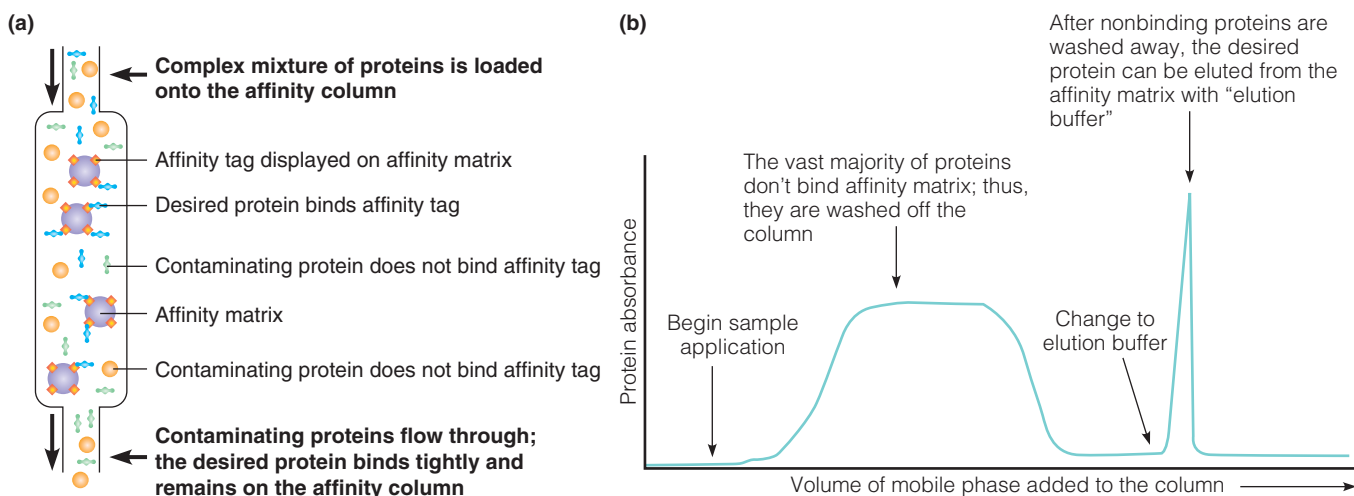 (a)
Complex mixture of proteins is loaded
onto the affinity column
Affinity tag displayed on affinity matrix
Desired protein binds affinity tag
Contaminating protein does not bind affinity tag
Affinity matrix
Contaminating protein does not bind affinity tag
Contaminating proteins flow through;
the desired protein binds tightly and
remains on the affinity column
(b)
After nonbinding proteins are
washed away, the desired
protein can be eluted from the
affinity matrix with “elution
buffer”
The vast majority of proteins
don’t bind affinity matrix; thus,
they are washed off the
column
Begin sample
application
Change to
elution buffer
Protein absorbance
Volume of mobile phase added to the column